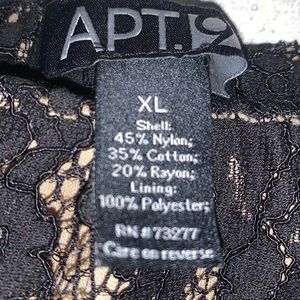 APT.9
XL
Shell:
45% Nylon;
35% Cotton;
20% Rayon;
Lining:
100% Polyester;
RN #73277
Care on reverse